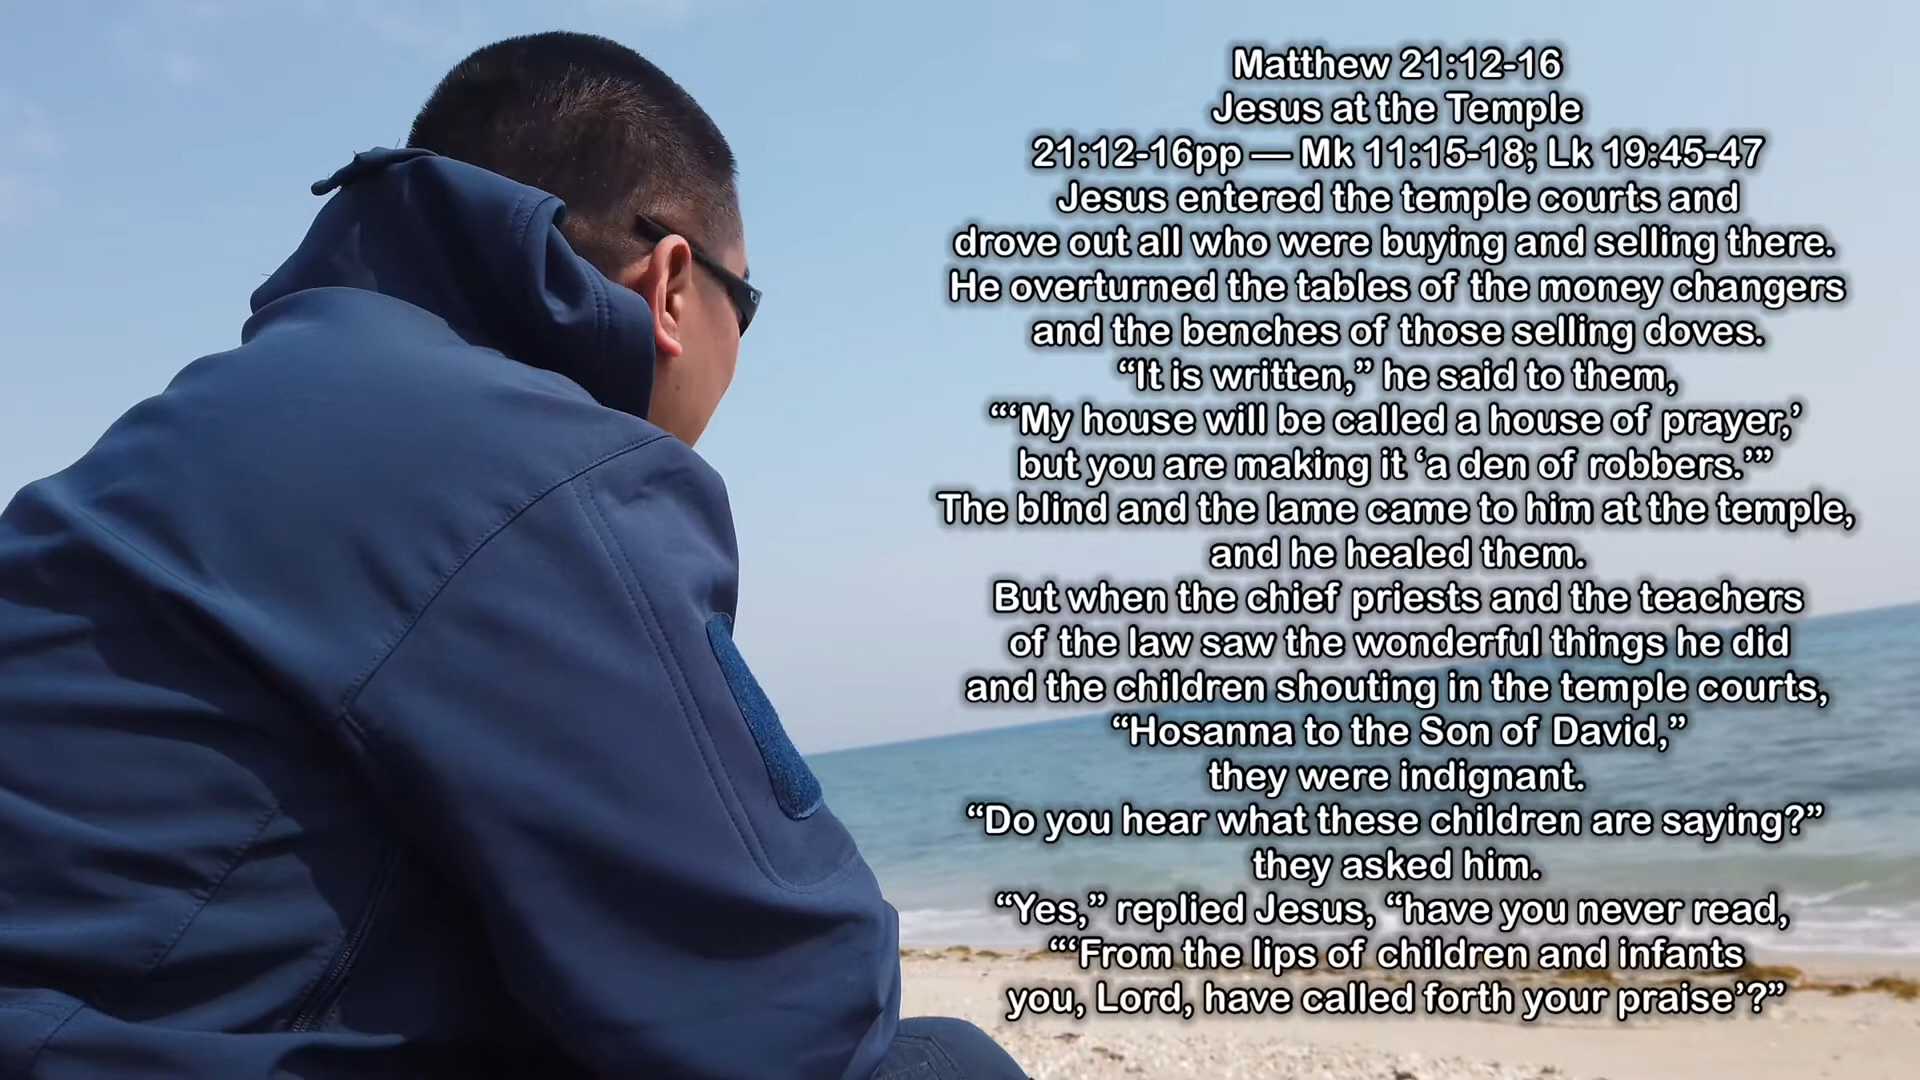 Matthew 21:12-16
Jesus at the Temple
21:12-16pp — Mk 11:15-18; Lk 19:45-47
Jesus entered the temple courts and
drove out all who were buying and selling there.
He overturned the tables of the money changers
and the benches of those selling doves.
“It is written,” he said to them,
“‘My house will be called a house of prayer,’
but you are making it ‘a den of robbers.’”
The blind and the lame came to him at the temple,
and he healed them.
But when the chief priests and the teachers
of the law saw the wonderful things he did
and the children shouting in the temple courts,
“Hosanna to the Son of David,”
they were indignant.
“Do you hear what these children are saying?”
they asked him.
“Yes,” replied Jesus, “have you never read,
“‘From the lips of children and infants
you, Lord, have called forth your praise’?”